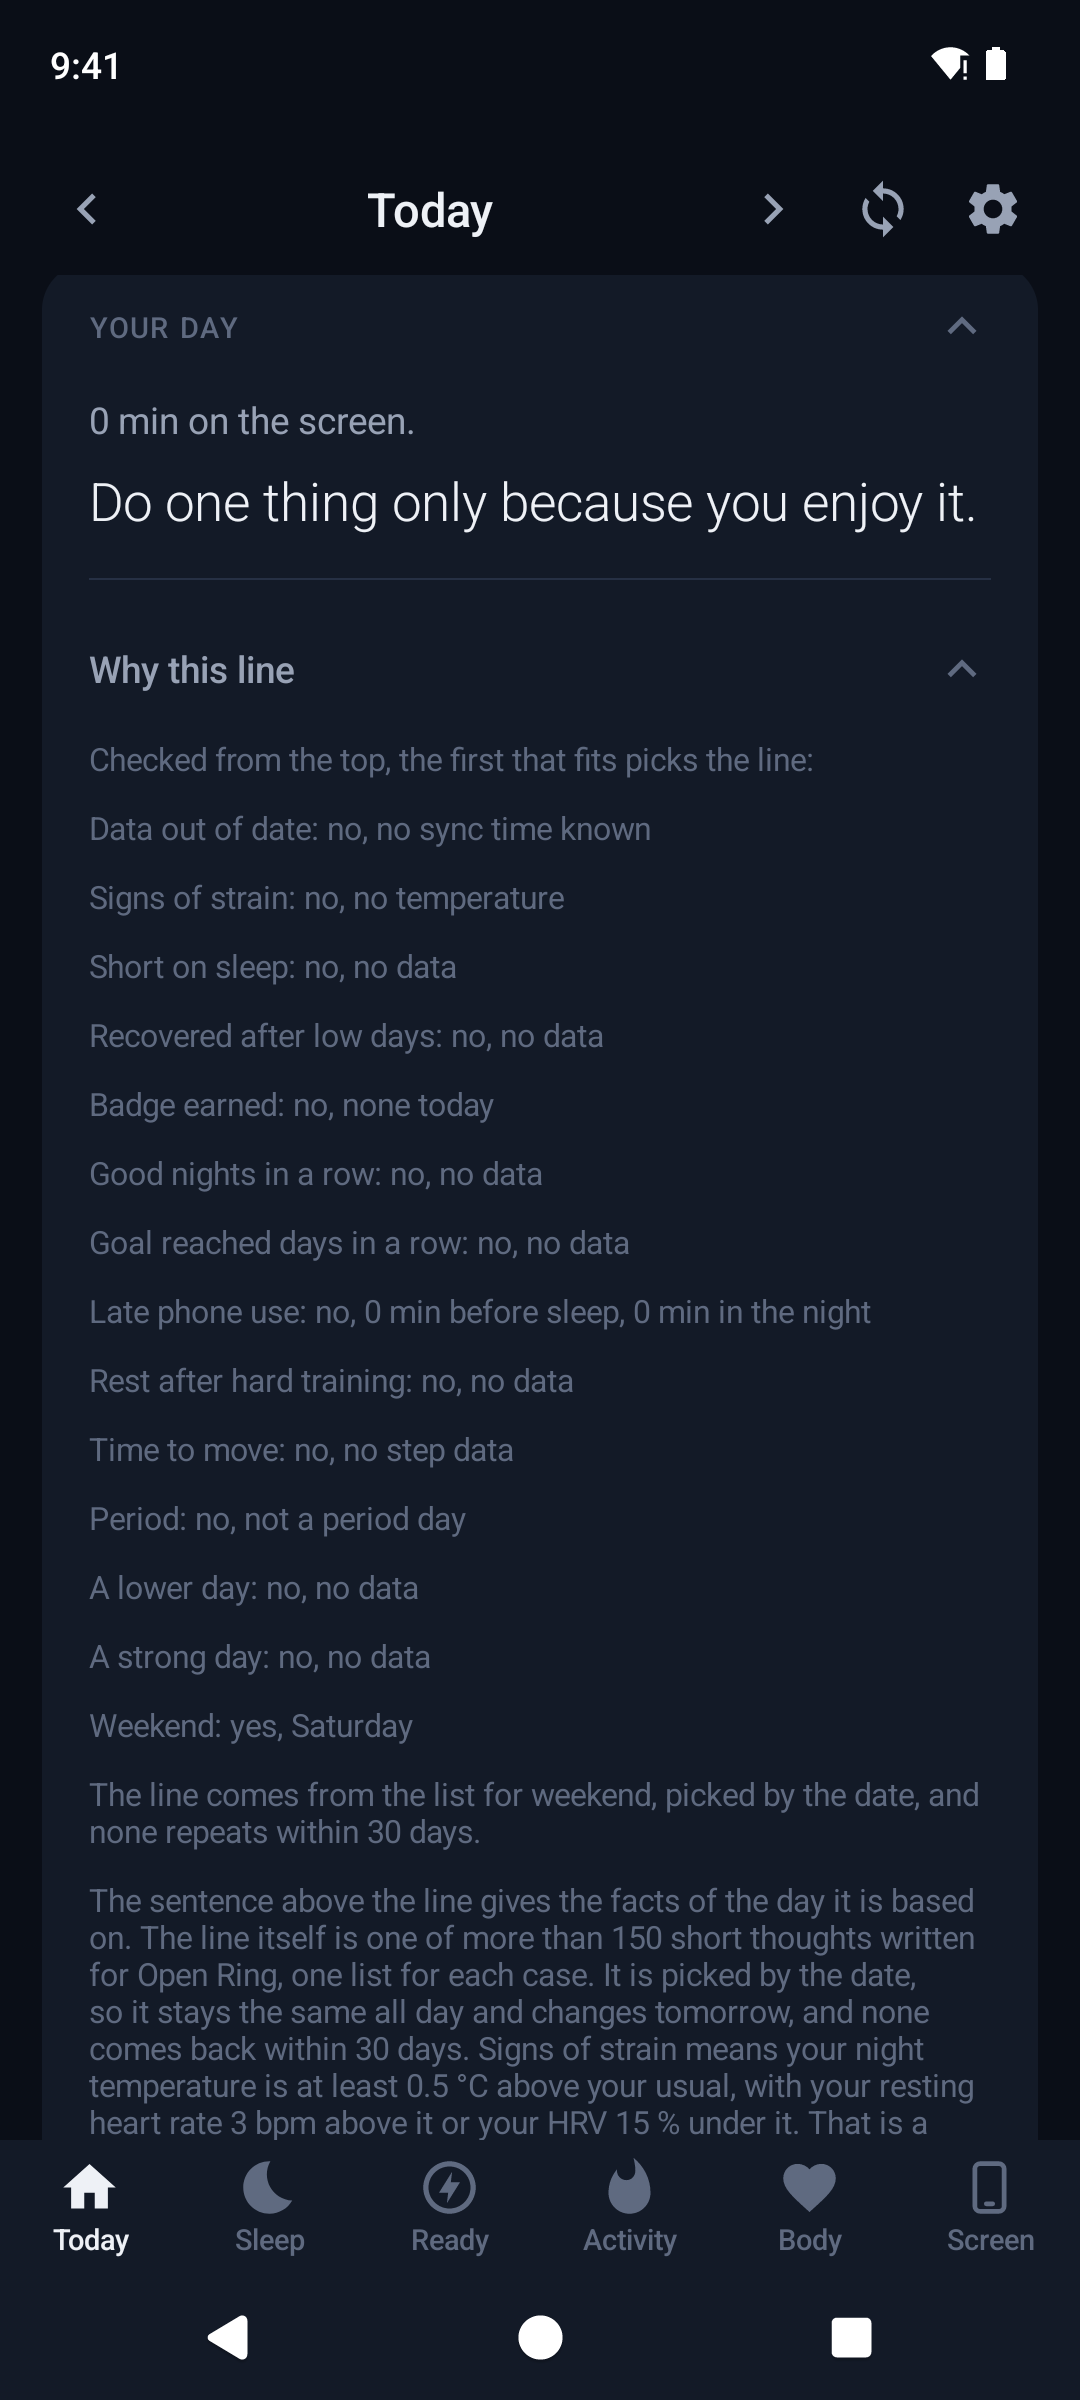 9:41
Today
YOUR DAY
0 min on the screen.
Do one thing only because you enjoy it.
Why this line
Checked from the top, the first that fits picks the line:
Data out of date: no, no sync time known
Signs of strain: no, no temperature
Short on sleep: no, no data
Recovered after low days: no, no data
Badge earned: no, none today
Good nights in a row: no, no data
Goal reached days in a row: no, no data
Late phone use: no, 0 min before sleep, 0 min in the night
Rest after hard training: no, no data
Time to move: no, no step data
Period: no, not a period day
A lower day: no, no data
A strong day: no, no data
Weekend: yes, Saturday
The line comes from the list for weekend, picked by the date, and
none repeats within 30 days.
The sentence above the line gives the facts of the day it is based
on. The line itself is one of more than 150 short thoughts written
for Open Ring, one list for each case. It is picked by the date,
so it stays the same all day and changes tomorrow, and none
comes back within 30 days. Signs of strain means your night
temperature is at least 0.5 °C above your usual, with your resting
heart rate 3 bpm above it or your HRV 15 % under it. That is a
Today
Sleep
Ready
Activity
Body
Screen